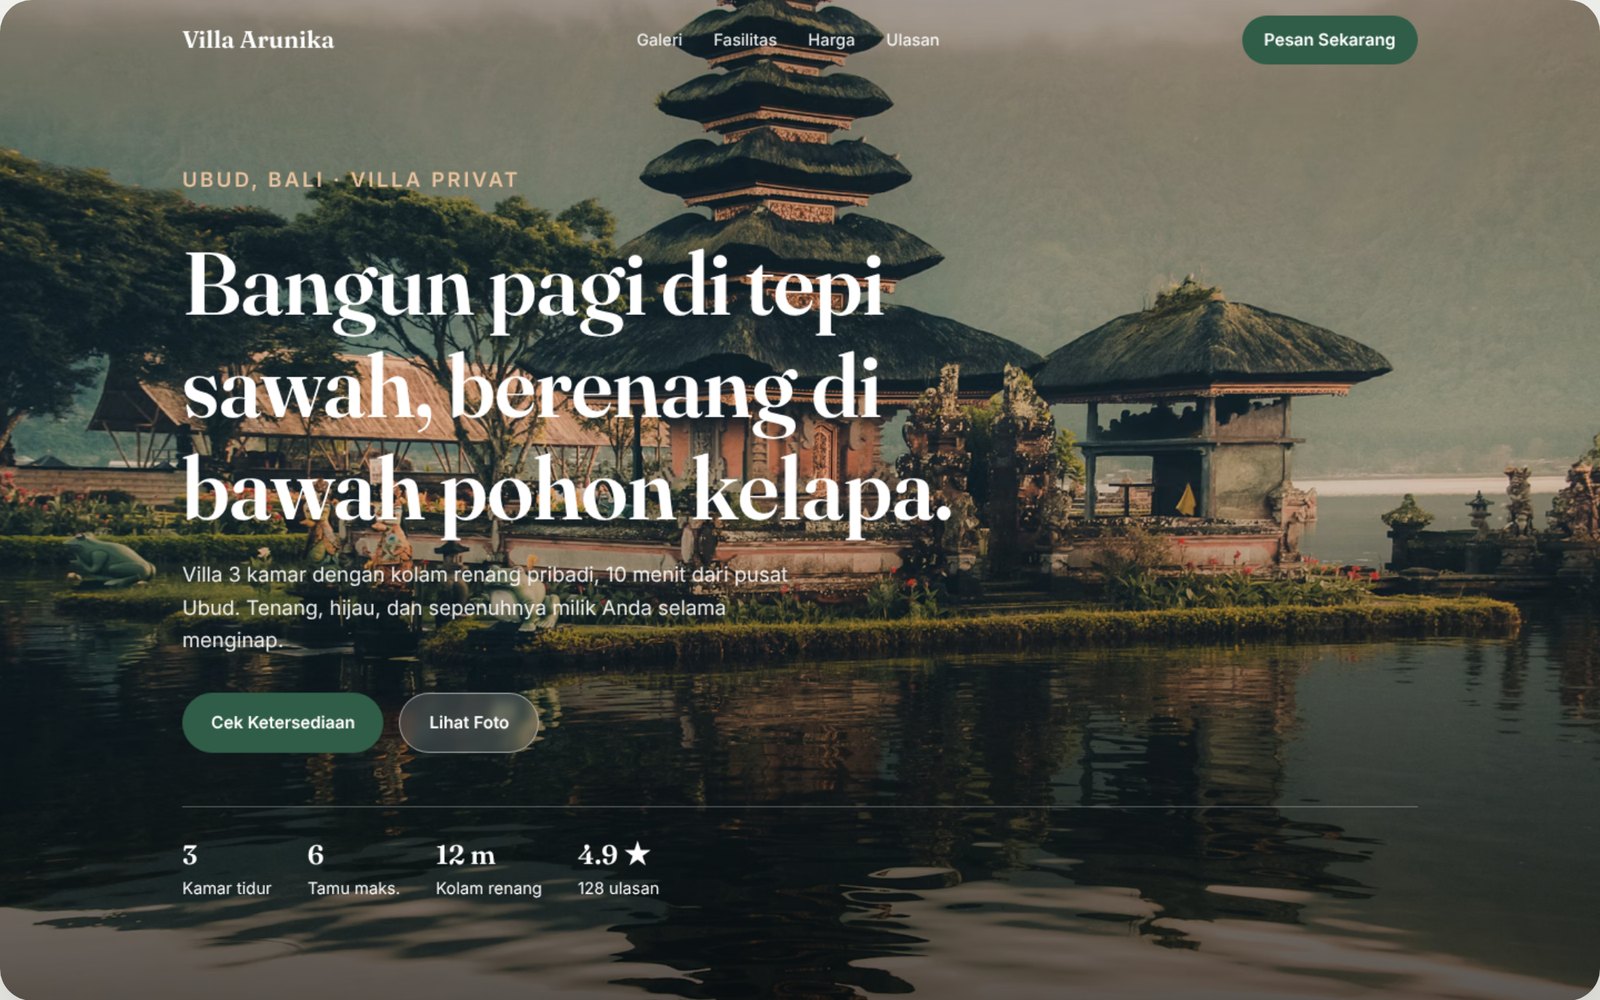 Villa Arunika
Galeri Fasilitas Harga Ulasan
Pesan Sekarang
UBUD, BALI · VILLA PRIVAT
Bangun pagi di tepi
sawah, berenang di
bawah pohon kelapa.
Villa 3 kamar dengan kolam renang pribadi, 10 menit dari pusat
Ubud. Tenang, hijau, dan sepenuhnya milik Anda selama
menginap.
Cek Ketersediaan
Lihat Foto
3
Kamar tidur
6
Tamu maks.
12 m
Kolam renang
4.9 ★
128 ulasan